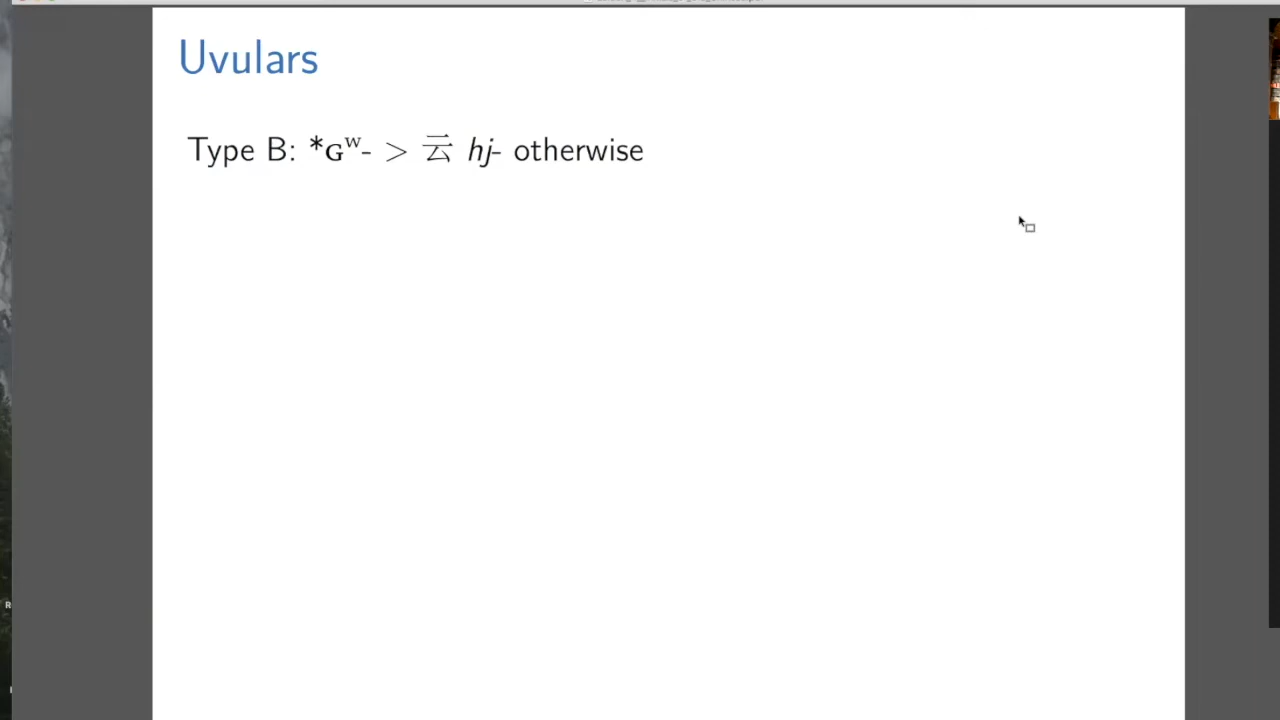 Uvulars
Type B: *ɢʷ- > 云 hj- otherwise